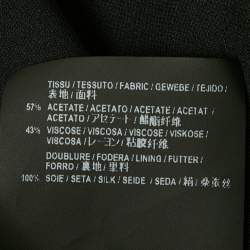 TISSU / TESSUTO / FABRIC / GEWEBE / TEJIDO /
表地 / 面料
57% ACETATE / ACETATO / ACETATE / ACETAT /
ACETATO / アセテート / 醋酯纤维
43% VISCOSE / VISCOSA / VISCOSE / VISKOSE /
VISCOSA / レーヨン / 粘胶纤维
DOUBLURE / FODERA / LINING / FUTTER /
FORRO / 裏地 / 里料
100% SOIE / SETA / SILK / SEIDE / SEDA / 絹 / 桑蚕丝